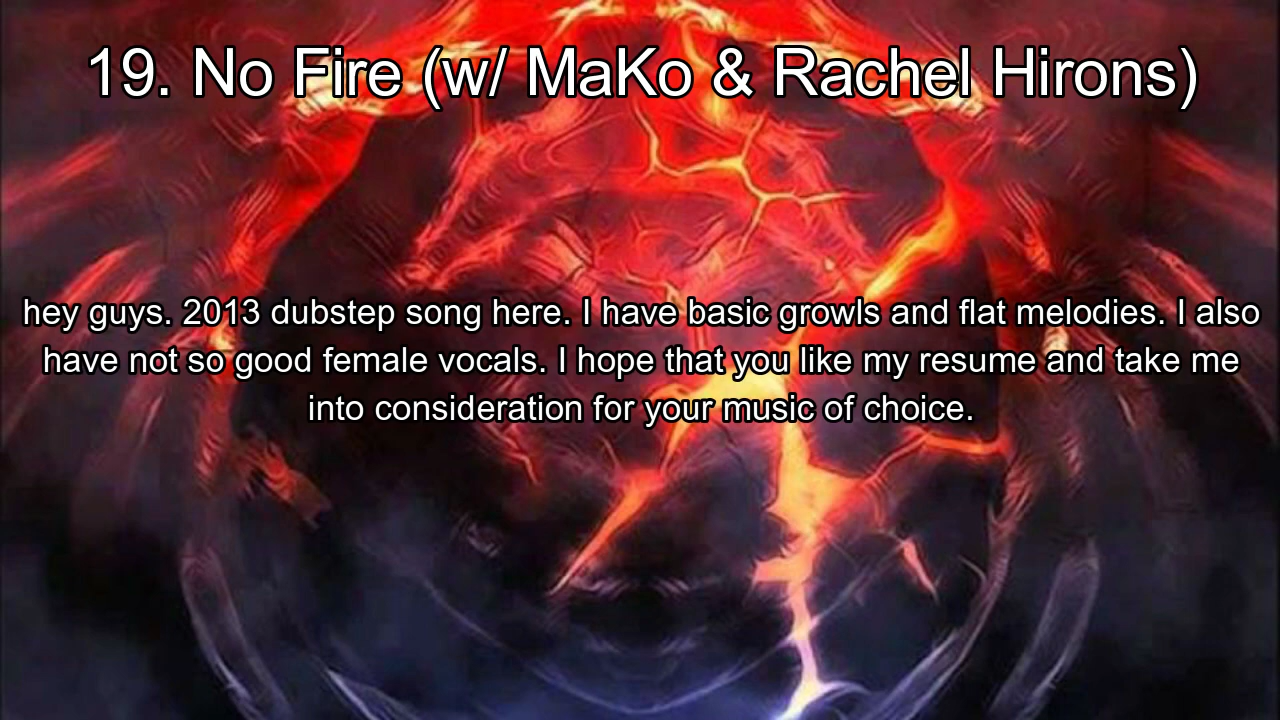 19. No Fire (w/ MaKo & Rachel Hirons)
hey guys. 2013 dubstep song here. I have basic growls and flat melodies. I also
have not so good female vocals. I hope that you like my resume and take me
into consideration for your music of choice.